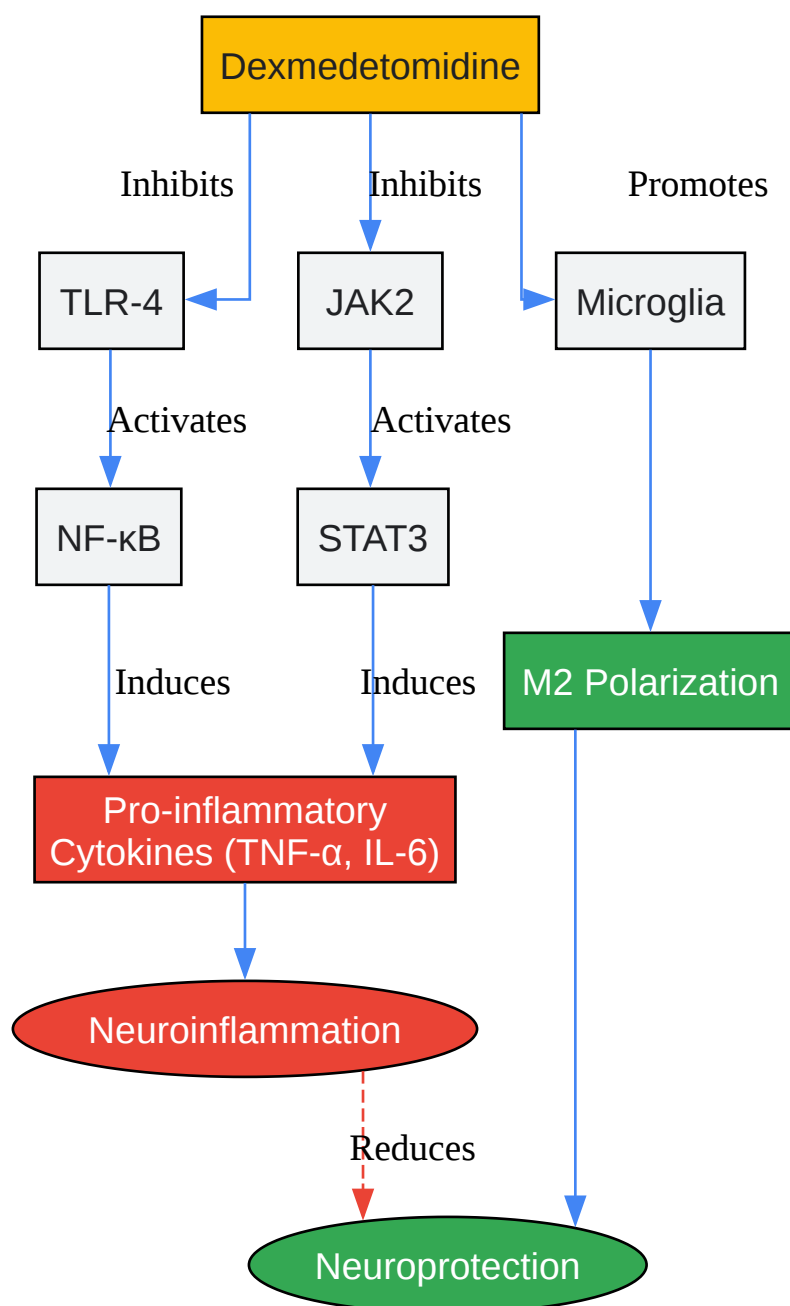 Dexmedetomidine
Inhibits
Inhibits
Promotes
TLR-4
JAK2
Microglia
Activates
Activates
NF-κB
STAT3
Induces
Induces
M2 Polarization
Pro-inflammatory
Cytokines (TNF-α, IL-6)
Neuroinflammation
Reduces
Neuroprotection